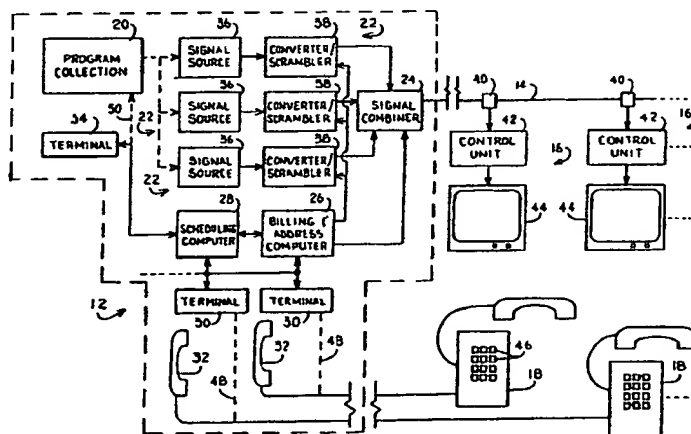 20
36
38
22
PROGRAM COLLECTION
SIGNAL SOURCE
CONVERTER/ SCRAMBLER
24
40
14
40
16
50
22
36
38
SIGNAL SOURCE
CONVERTER/ SCRAMBLER
SIGNAL COMBINER
34
TERMINAL
42
42
CONTROL UNIT
16
CONTROL UNIT
36
38
22
SIGNAL SOURCE
CONVERTER/ SCRAMBLER
44
44
28
26
SCHEDULING COMPUTER
BILLING & ADDRESS COMPUTER
12
TERMINAL
TERMINAL
30
30
32
48
32
48
46
18
18